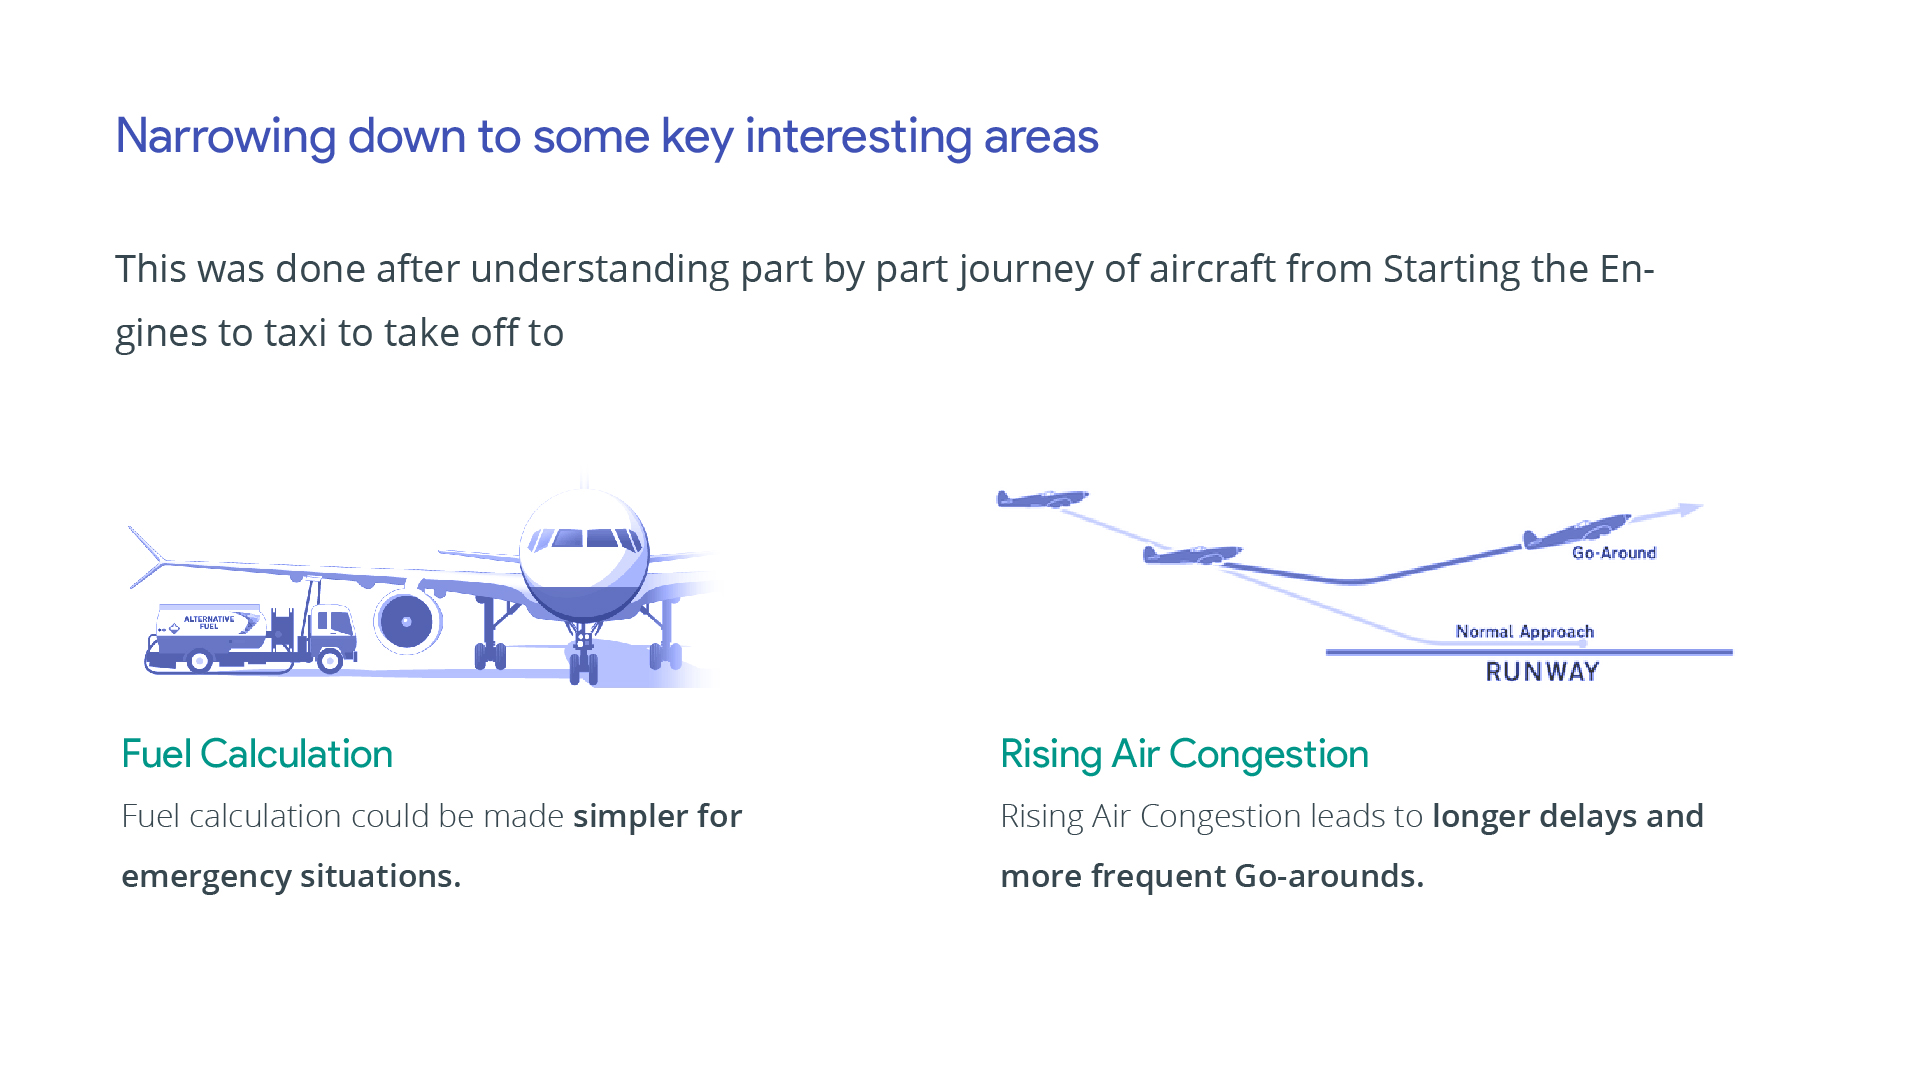 Narrowing down to some key interesting areas
This was done after understanding part by part journey of aircraft from Starting the En-
gines to taxi to take off to
ALTERNATIVE
FUEL
Go-Around
Normal Approach
RUNWAY
Fuel Calculation
Fuel calculation could be made simpler for
emergency situations.
Rising Air Congestion
Rising Air Congestion leads to longer delays and
more frequent Go-arounds.